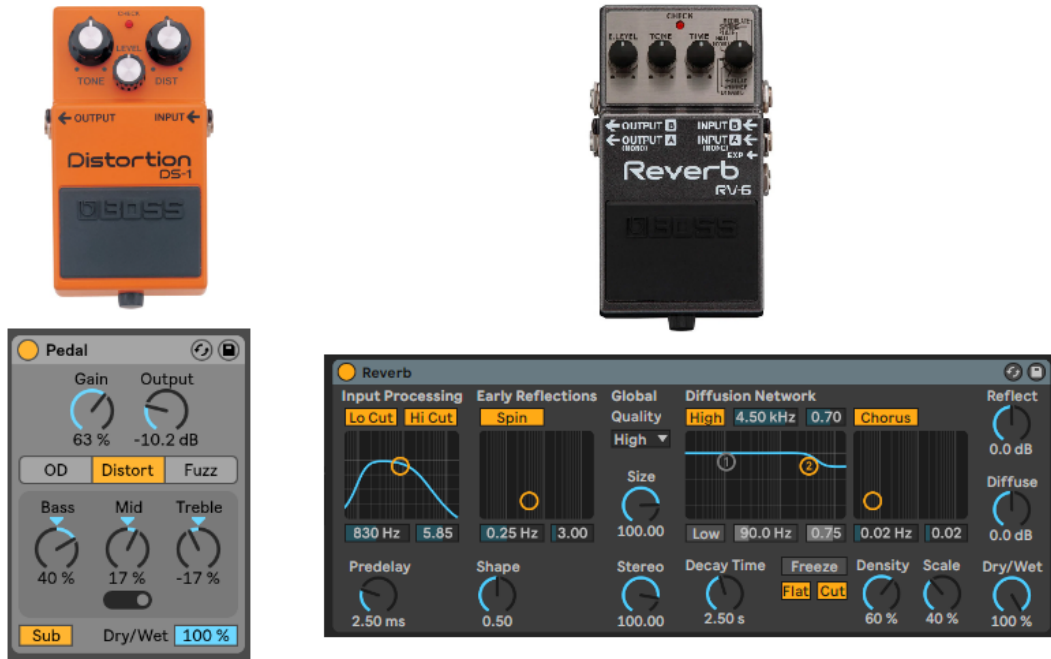 CHECK
LEVEL
TONE DIST
OUTPUT INPUT
Distortion
DS-1
BOSS
CHECK
E.LEVEL TONE TIME
OUTPUT B INPUT B
OUTPUT A INPUT A
(MONO) (MONO)
EXP
Reverb
RV-6
BOSS
Pedal
Gain Output
63 % -10.2 dB
OD Distort Fuzz
Bass Mid Treble
40 % 17 % -17 %
Sub Dry/Wet 100 %
Reverb
Input Processing Early Reflections Global Diffusion Network Reflect
Lo Cut Hi Cut Spin Quality High 4.50 kHz 0.70 Chorus
High 0.0 dB
1 2
Size Diffuse
830 Hz 5.85 0.25 Hz 3.00 100.00 Low 90.0 Hz 0.75 0.02 Hz 0.02 0.0 dB
Predelay Shape Stereo Decay Time Freeze Density Scale Dry/Wet
Flat Cut
2.50 ms 0.50 100.00 2.50 s 60 % 40 % 100 %